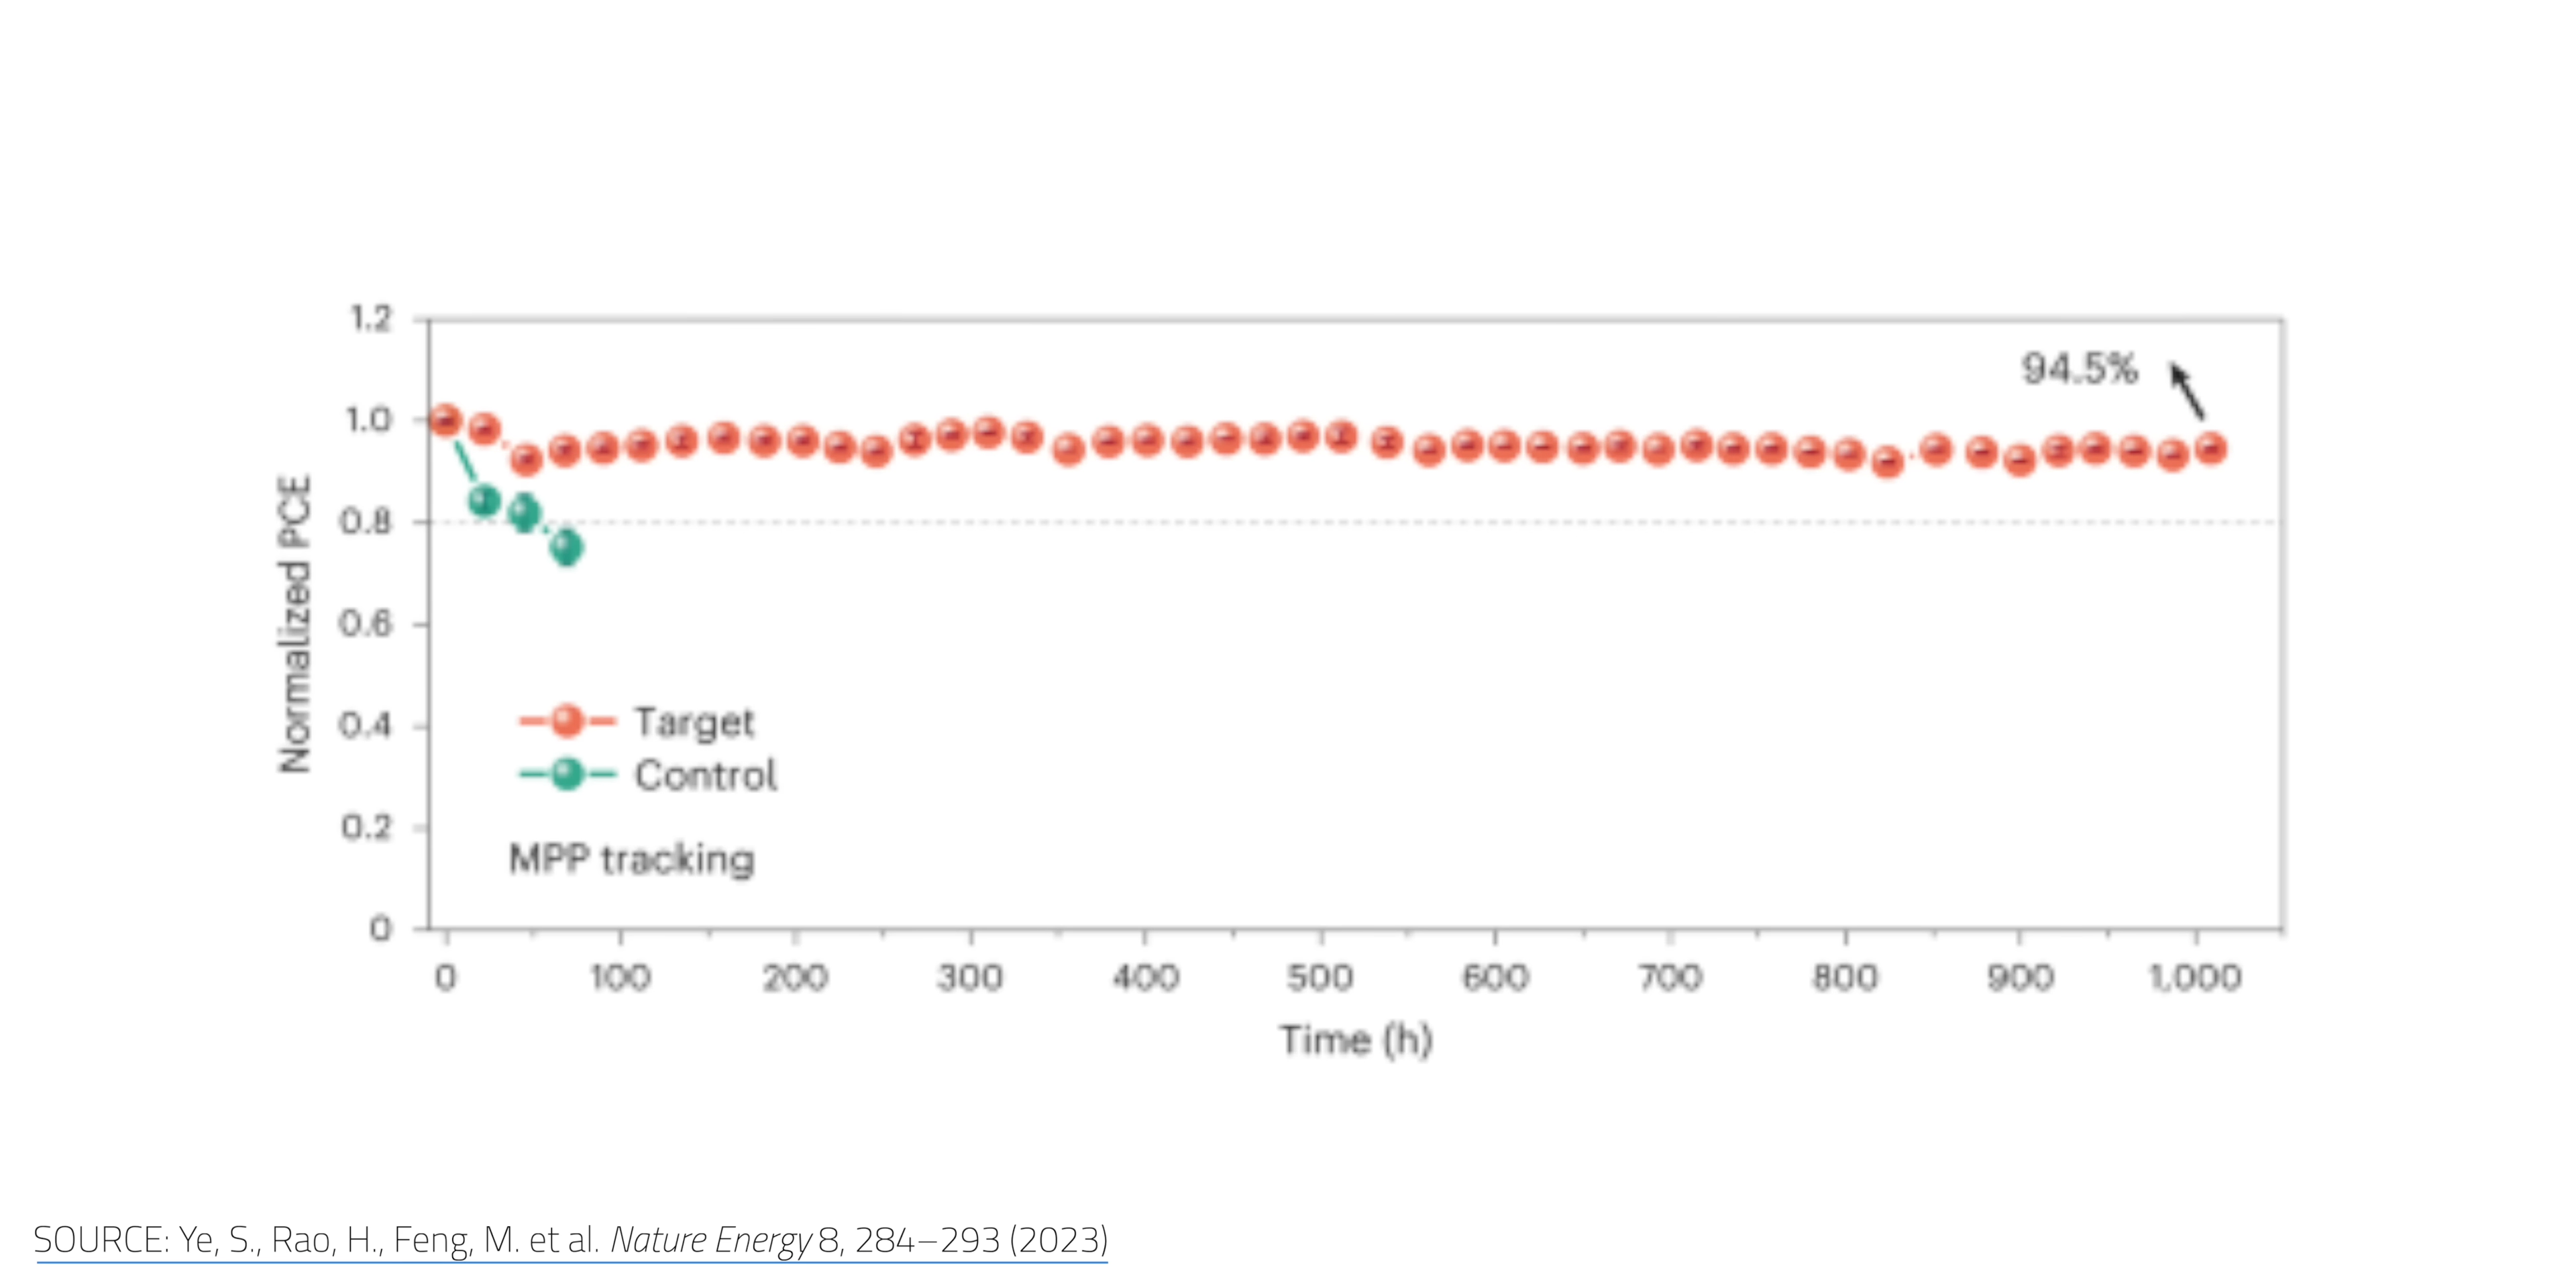 1.2
1.0
0.8
0.6
0.4
0.2
0
Normalized PCE
94.5%
Target
Control
MPP tracking
0 100 200 300 400 500 600 700 800 900 1,000
Time (h)
SOURCE: Ye, S., Rao, H., Feng, M. et al. Nature Energy 8, 284–293 (2023)